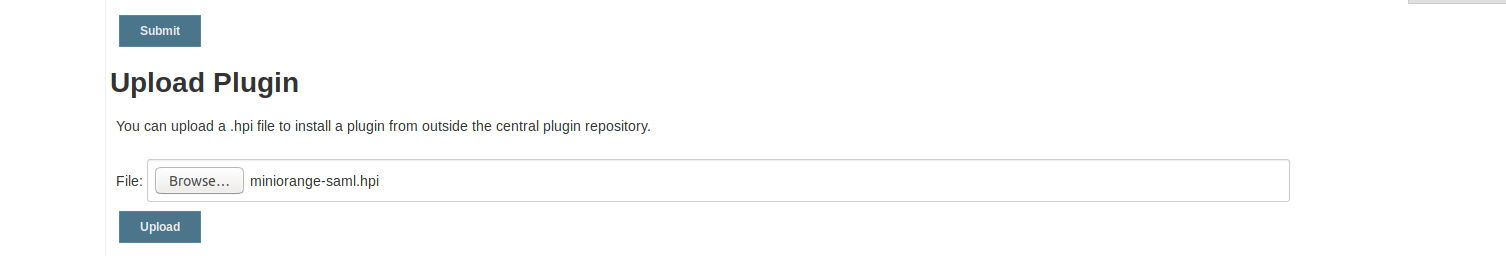 Submit
Upload Plugin
You can upload a .hpi file to install a plugin from outside the central plugin repository.
File: Browse... miniorange-saml.hpi
Upload